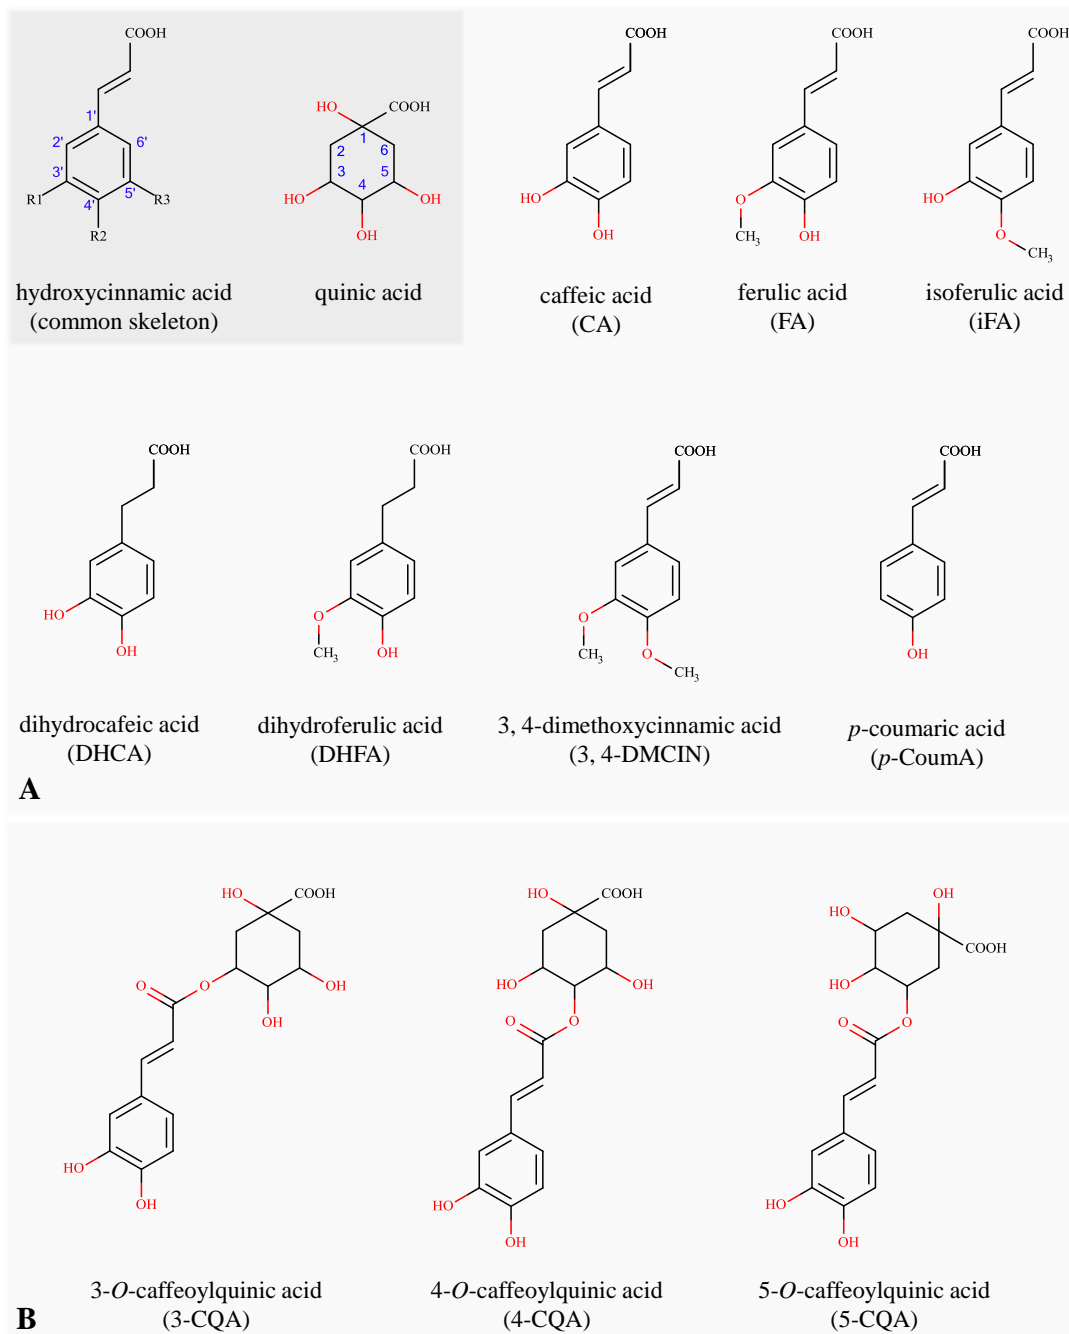 COOH
1'
2'
6'
3'
5'
R1
R3
4'
R2
hydroxycinnamic acid
(common skeleton)
HO
COOH
1
2
6
3
4
5
HO
OH
OH
quinic acid
COOH
HO
OH
caffeic acid
(CA)
COOH
O
CH3
OH
ferulic acid
(FA)
COOH
HO
O
CH3
isoferulic acid
(iFA)
COOH
HO
OH
dihydrocafeic acid
(DHCA)
COOH
O
CH3
OH
dihydroferulic acid
(DHFA)
COOH
O
CH3
O
CH3
3, 4-dimethoxycinnamic acid
(3, 4-DMCIN)
COOH
OH
p-coumaric acid
(p-CoumA)
A
HO
COOH
O
O
OH
OH
HO
OH
3-O-caffeoylquinic acid
(3-CQA)
HO
COOH
HO
OH
O
O
HO
OH
4-O-caffeoylquinic acid
(4-CQA)
OH
HO
COOH
HO
O
O
HO
OH
5-O-caffeoylquinic acid
(5-CQA)
B